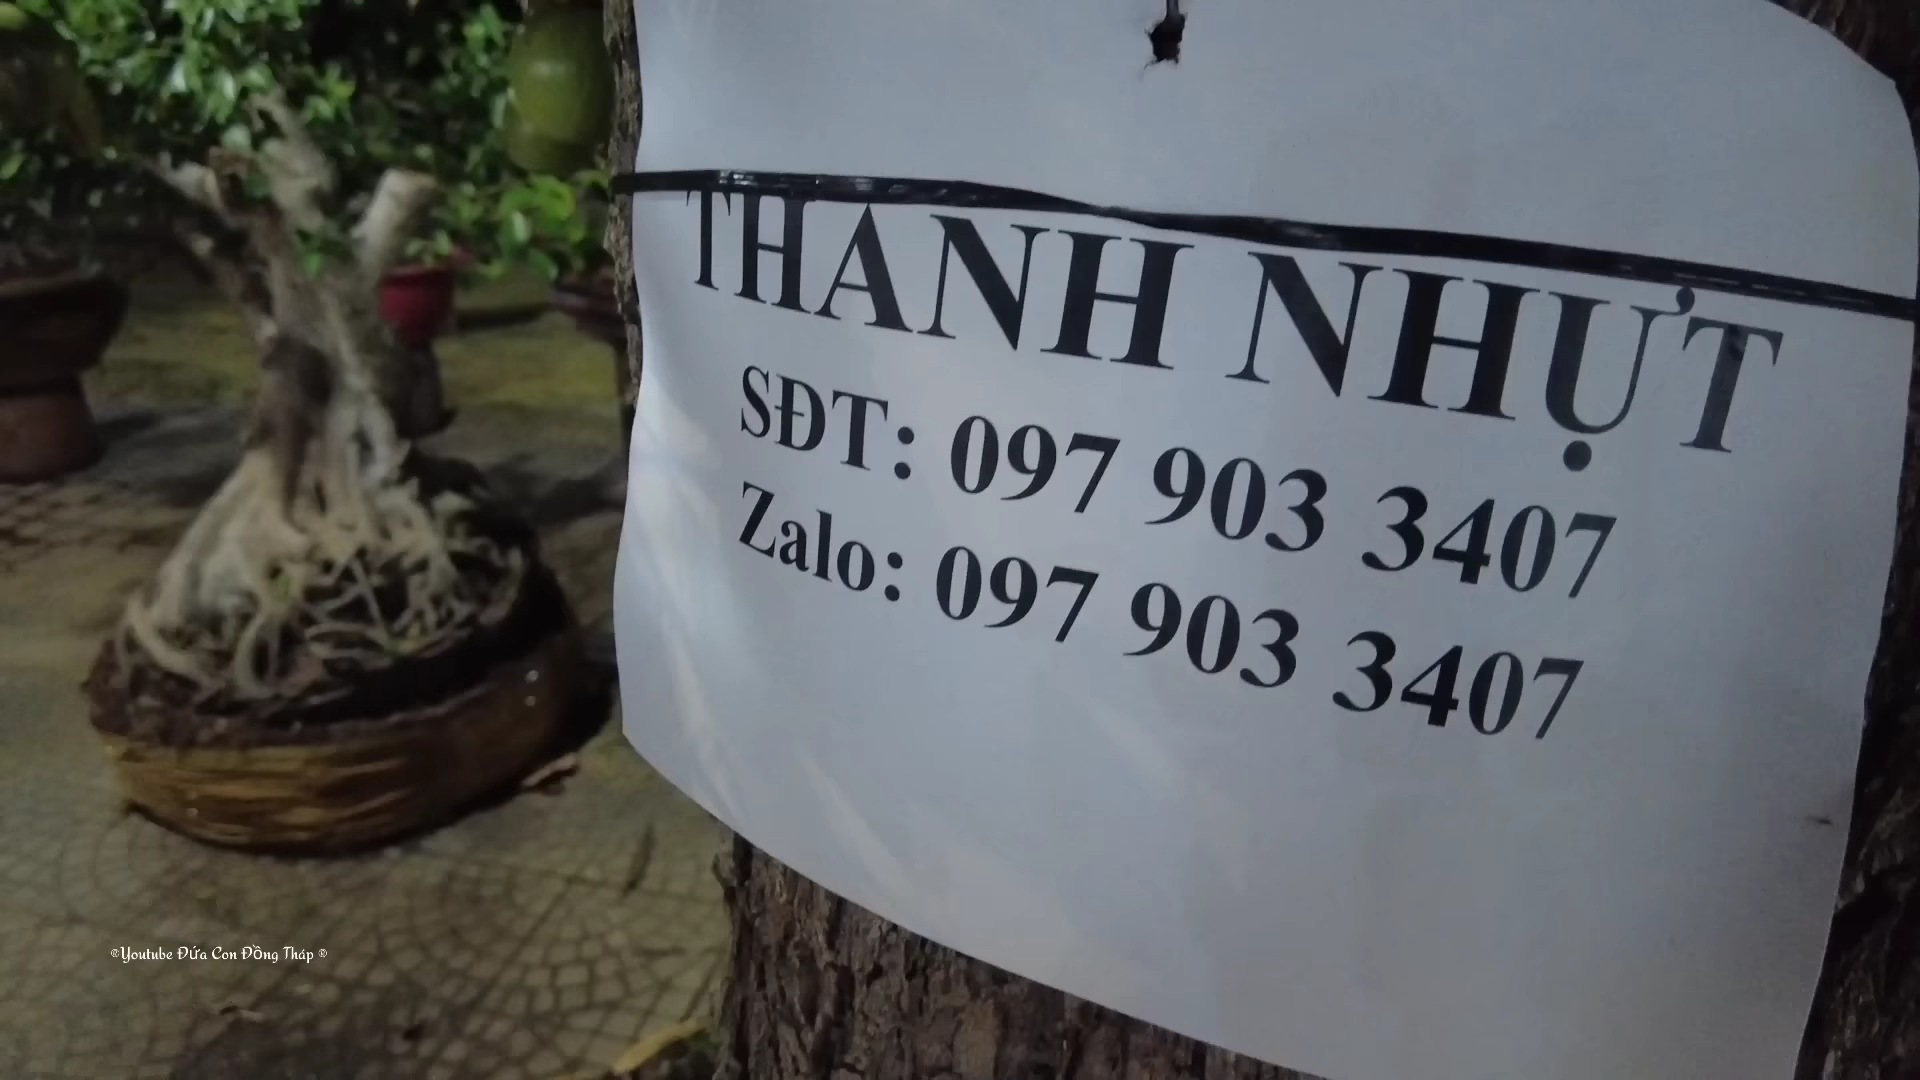 THANH NHỰT
SĐT: 097 903 3407
Zalo: 097 903 3407
©Youtube Đứa Con Đồng Tháp ©